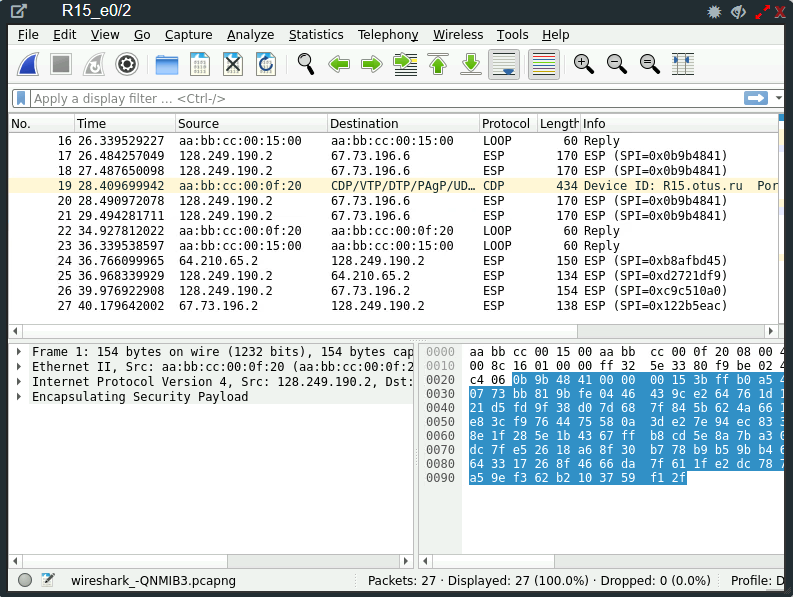 R15_e0/2
File Edit View Go Capture Analyze Statistics Telephony Wireless Tools Help
Apply a display filter … <Ctrl-/>
No. Time Source Destination Protocol Length Info
16 26.339529227 aa:bb:cc:00:15:00 aa:bb:cc:00:15:00 LOOP 60 Reply
17 26.484257049 128.249.190.2 67.73.196.6 ESP 170 ESP (SPI=0x0b9b4841)
18 27.487650098 128.249.190.2 67.73.196.6 ESP 170 ESP (SPI=0x0b9b4841)
19 28.409699942 aa:bb:cc:00:0f:20 CDP/VTP/DTP/PAgP/UD… CDP 434 Device ID: R15.otus.ru Por
20 28.490972078 128.249.190.2 67.73.196.6 ESP 170 ESP (SPI=0x0b9b4841)
21 29.494281711 128.249.190.2 67.73.196.6 ESP 170 ESP (SPI=0x0b9b4841)
22 34.927812022 aa:bb:cc:00:0f:20 aa:bb:cc:00:0f:20 LOOP 60 Reply
23 36.339538597 aa:bb:cc:00:15:00 aa:bb:cc:00:15:00 LOOP 60 Reply
24 36.766099965 64.210.65.2 128.249.190.2 ESP 150 ESP (SPI=0xb8afbd45)
25 36.968339929 128.249.190.2 64.210.65.2 ESP 134 ESP (SPI=0xd2721df9)
26 39.976922908 128.249.190.2 67.73.196.6 ESP 154 ESP (SPI=0xc9c510a0)
27 40.179642002 67.73.196.2 128.249.190.2 ESP 138 ESP (SPI=0x122b5eac)
Frame 1: 154 bytes on wire (1232 bits), 154 bytes cap
Ethernet II, Src: aa:bb:cc:00:0f:20 (aa:bb:cc:00:0f:2
Internet Protocol Version 4, Src: 128.249.190.2, Dst:
Encapsulating Security Payload
0000 aa bb cc 00 15 00 aa bb cc 00 0f 20 08 00 4
0010 00 8c 16 01 00 00 ff 32 5e 33 80 f9 be 02 4
0020 c4 06 0b 9b 48 41 00 00 00 15 3b ff b0 a5 4
0030 07 73 bb 81 9b fe 04 46 43 9c e2 64 76 1d 1
0040 21 d5 fd 9f 38 d0 7d 68 7f 84 5b 62 4a 66 1
0050 e8 3c f9 76 44 75 58 0a 3d e2 7e 94 ec 83 3
0060 8e 1f 28 5e 1b 43 67 ff b8 cd 5e 8a 7b a3 0
0070 dc 7f e5 26 18 a6 8f 30 b7 78 b9 b5 9b b4 6
0080 64 33 17 26 8f 46 66 da 7f 61 1f e2 dc 78 7
0090 a5 9e f3 62 b2 10 37 59 f1 2f
wireshark_-QNMIB3.pcapng Packets: 27 · Displayed: 27 (100.0%) · Dropped: 0 (0.0%) Profile: D